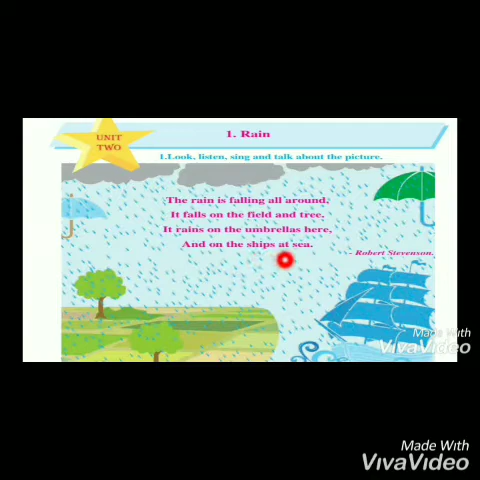 UNIT
TWO
1. Rain
1.Look, listen, sing and talk about the picture.
The rain is falling all around,
It falls on the field and tree,
It rains on the umbrellas here,
And on the ships at sea.
- Robert Stevenson.
Made With
VivaVideo
Made With
VivaVideo